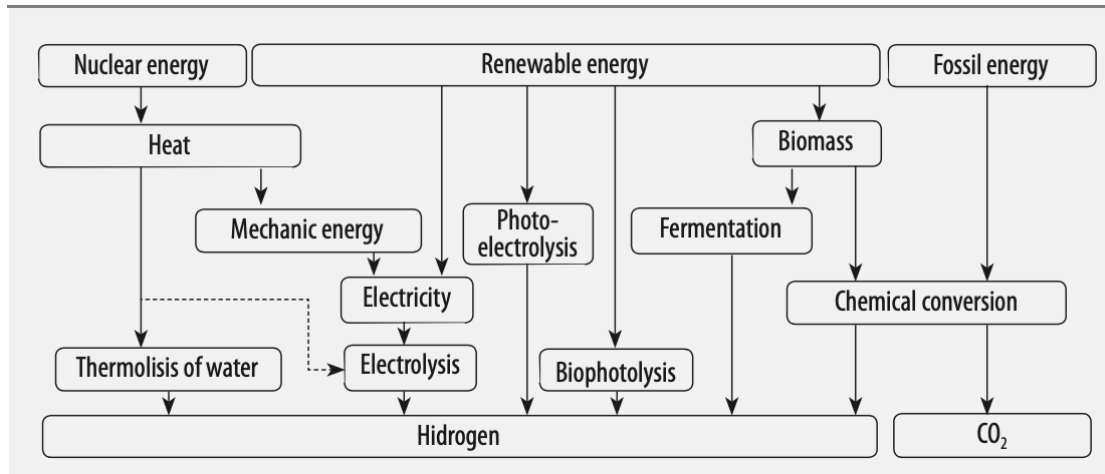 Nuclear energy
Renewable energy
Fossil energy
Heat
Biomass
Mechanic energy
Photo-
electrolysis
Fermentation
Electricity
Chemical conversion
Thermolisis of water
Electrolysis
Biophotolysis
Hidrogen
CO₂